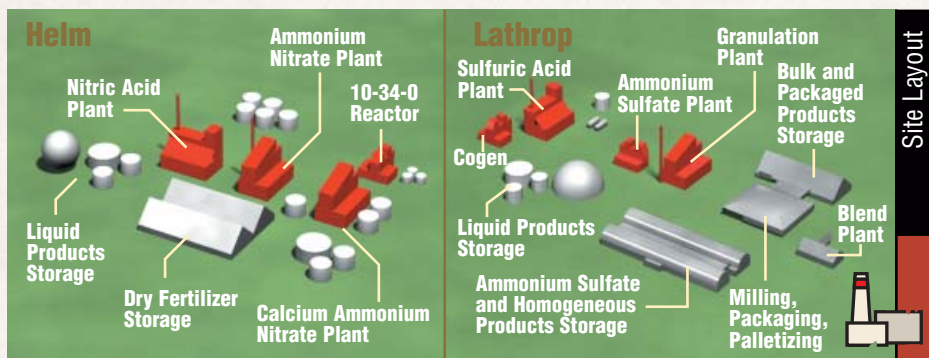 Helm
Ammonium
Nitrate Plant
Nitric Acid
Plant
10-34-0
Reactor
Liquid
Products
Storage
Dry Fertilizer
Storage
Calcium Ammonium
Nitrate Plant
Lathrop
Granulation
Plant
Sulfuric Acid
Plant
Ammonium
Sulfate Plant
Bulk and
Packaged
Products
Storage
Cogen
Liquid Products
Storage
Blend
Plant
Ammonium Sulfate
and Homogeneous
Products Storage
Milling,
Packaging,
Palletizing
Site Layout